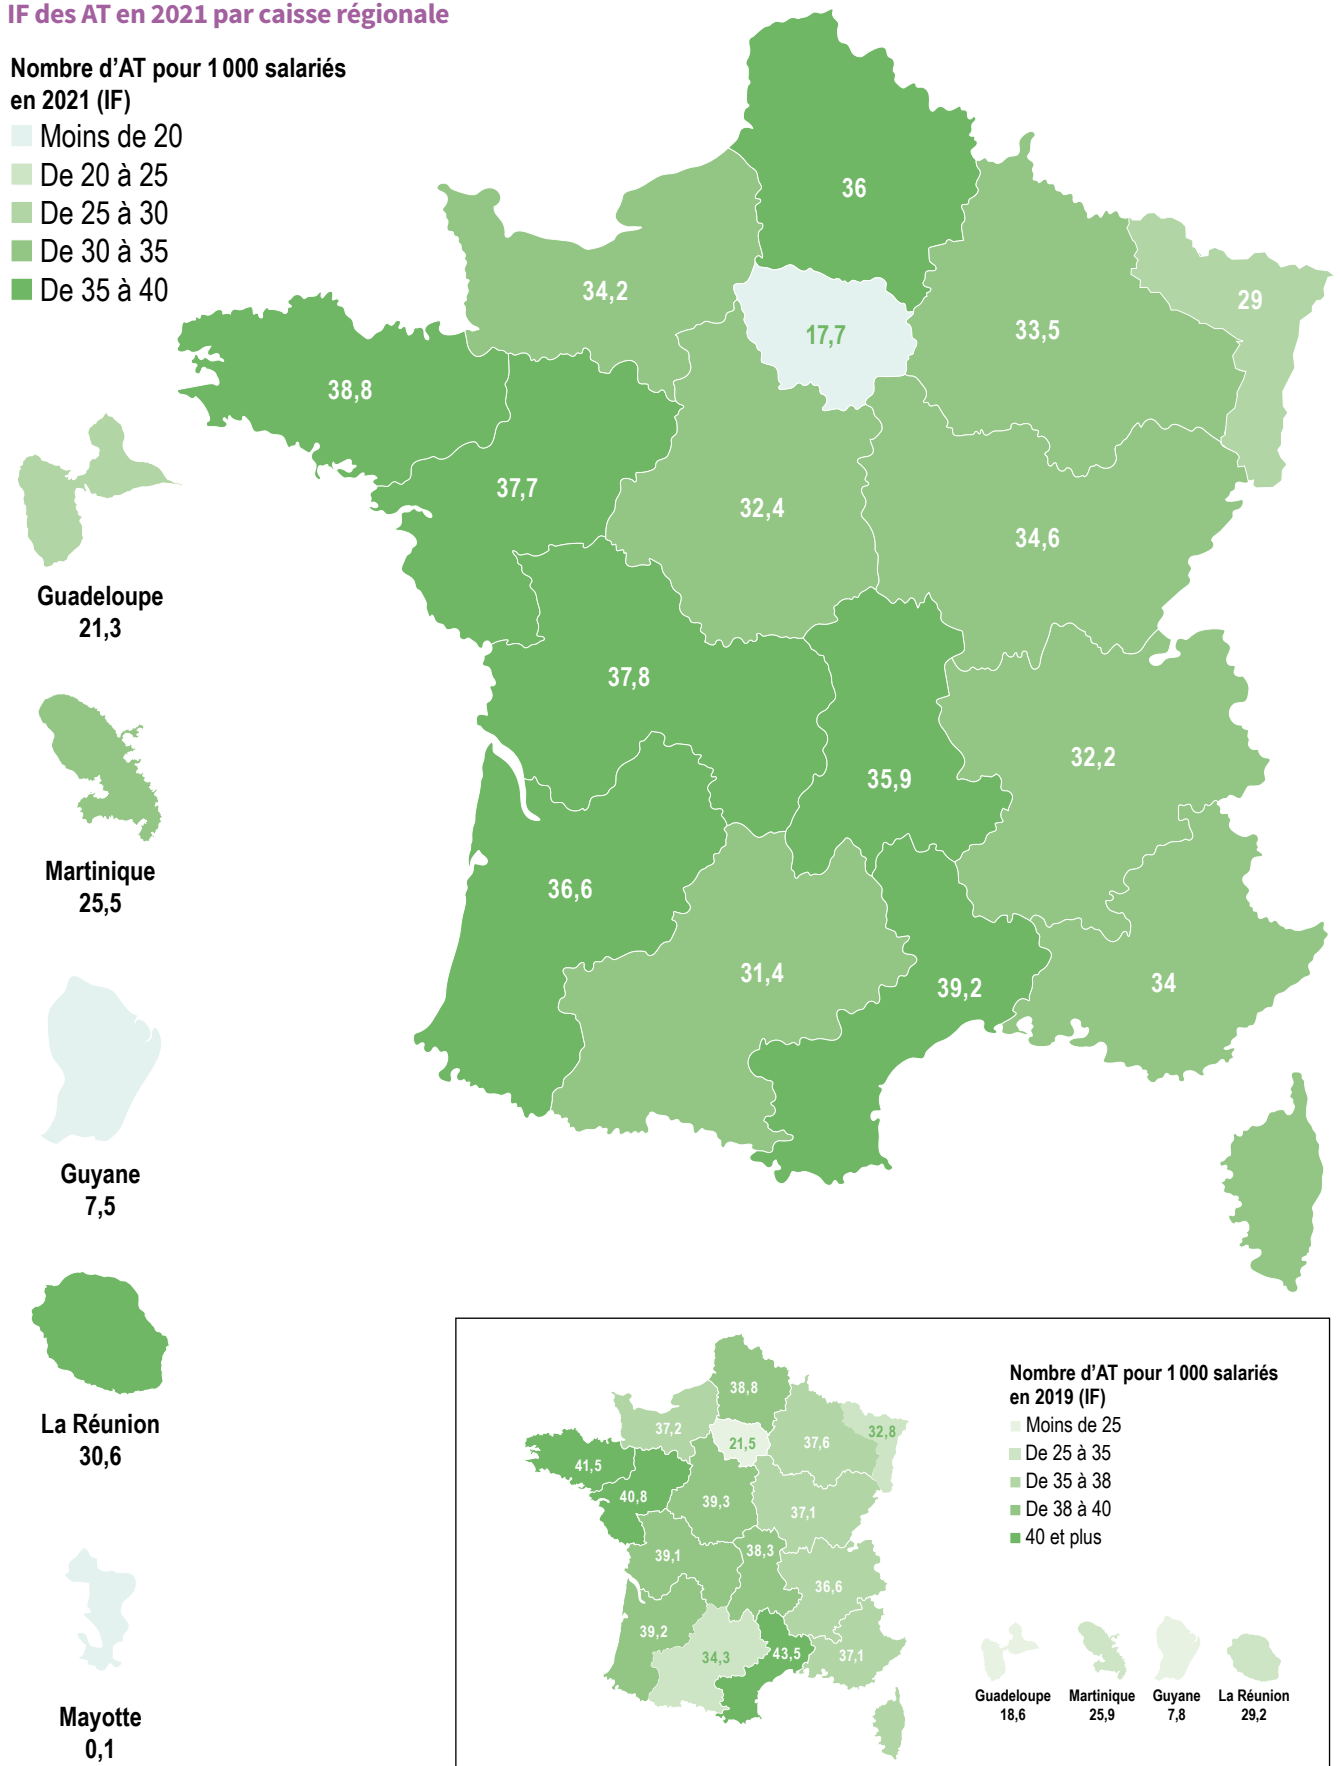 IF des AT en 2021 par caisse régionale
Nombre d’AT pour 1 000 salariés
en 2021 (IF)
Moins de 20
De 20 à 25
De 25 à 30
De 30 à 35
De 35 à 40
36
34,2
29
17,7
33,5
38,8
37,7
32,4
34,6
37,8
32,2
35,9
36,6
31,4
39,2
34
Guadeloupe
21,3
Martinique
25,5
Guyane
7,5
La Réunion
30,6
Mayotte
0,1
Nombre d’AT pour 1 000 salariés
en 2019 (IF)
Moins de 25
De 25 à 35
De 35 à 38
De 38 à 40
40 et plus
38,8
37,2
32,8
21,5
37,6
41,5
40,8
39,3
37,1
39,1
38,3
36,6
39,2
34,3
43,5
37,1
Guadeloupe
18,6
Martinique
25,9
Guyane
7,8
La Réunion
29,2